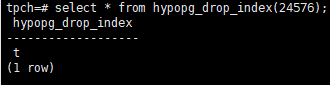 tpch=# select * from hypopg_drop_index(24576);
 hypopg_drop_index
-------------------
 t
(1 row)